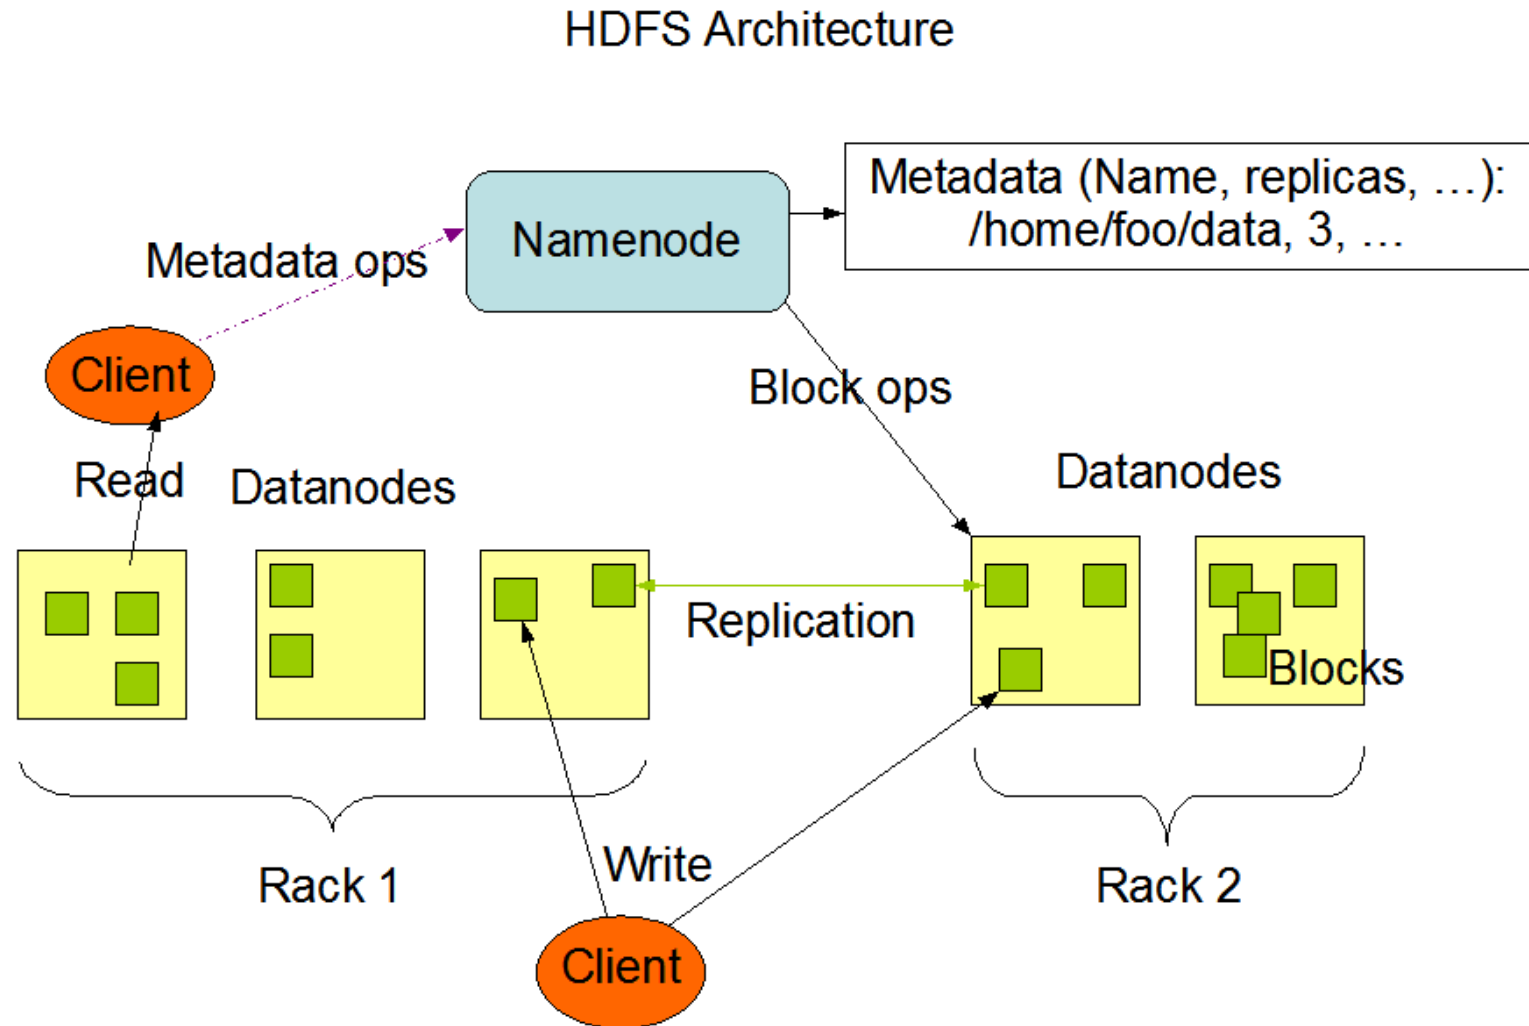 HDFS Architecture
Metadata (Name, replicas, …):
/home/foo/data, 3, …
Namenode
Metadata ops
Client
Block ops
Read
Datanodes
Datanodes
Replication
Blocks
Rack 1
Write
Rack 2
Client